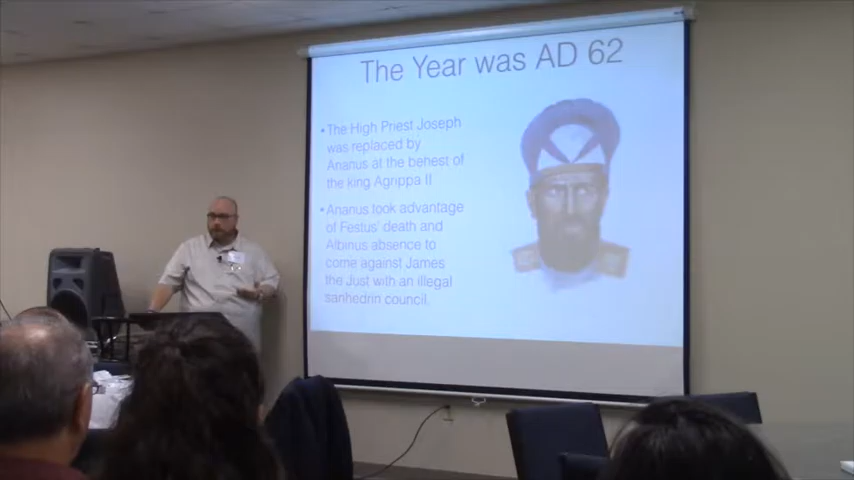 The Year was AD 62
• The High Priest Joseph
was replaced by
Ananus at the behest of
the king Agrippa II
• Ananus look advantage
of Festus' death and
Albinus absence to
come against James
the Just with an illegal
sanhedrin council.